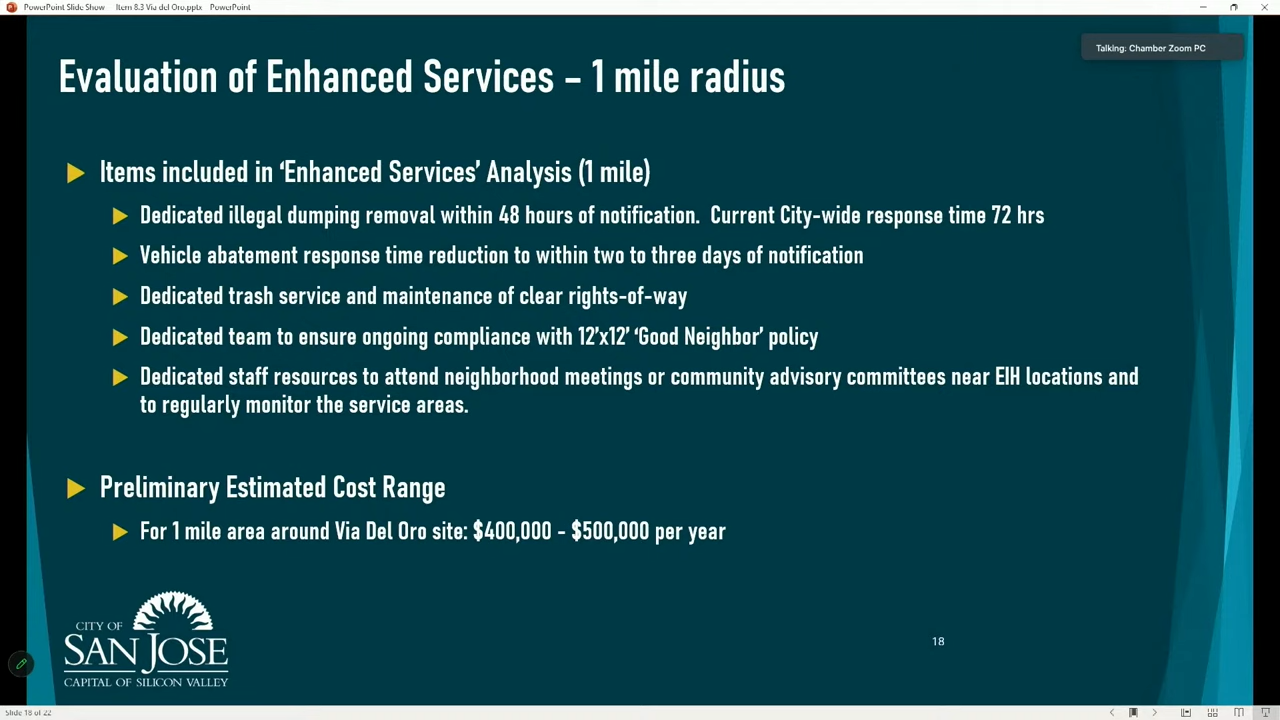 PowerPoint Slide Show - Item 8.3 Via del Oro.pptx - PowerPoint
Talking: Chamber Zoom PC
Evaluation of Enhanced Services – 1 mile radius
Items included in ‘Enhanced Services’ Analysis (1 mile)
Dedicated illegal dumping removal within 48 hours of notification. Current City-wide response time 72 hrs
Vehicle abatement response time reduction to within two to three days of notification
Dedicated trash service and maintenance of clear rights-of-way
Dedicated team to ensure ongoing compliance with 12’x12’ ‘Good Neighbor’ policy
Dedicated staff resources to attend neighborhood meetings or community advisory committees near EIH locations and
to regularly monitor the service areas.
Preliminary Estimated Cost Range
For 1 mile area around Via Del Oro site: $400,000 - $500,000 per year
CITY OF
SAN JOSE
CAPITAL OF SILICON VALLEY
18
Slide 18 of 22